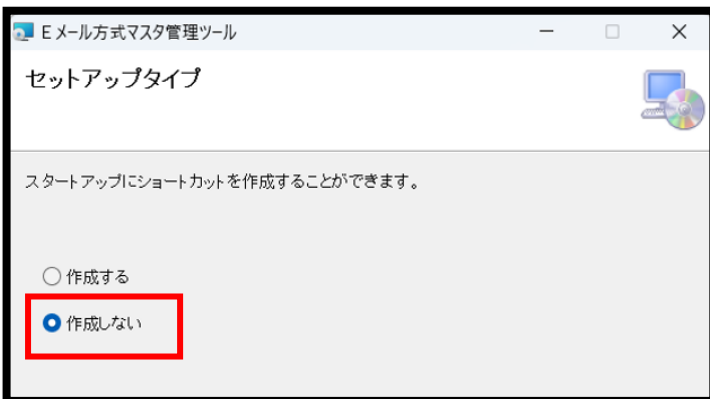 Eメール方式マスタ管理ツール
セットアップタイプ
スタートアップにショートカットを作成することができます。
作成する
作成しない